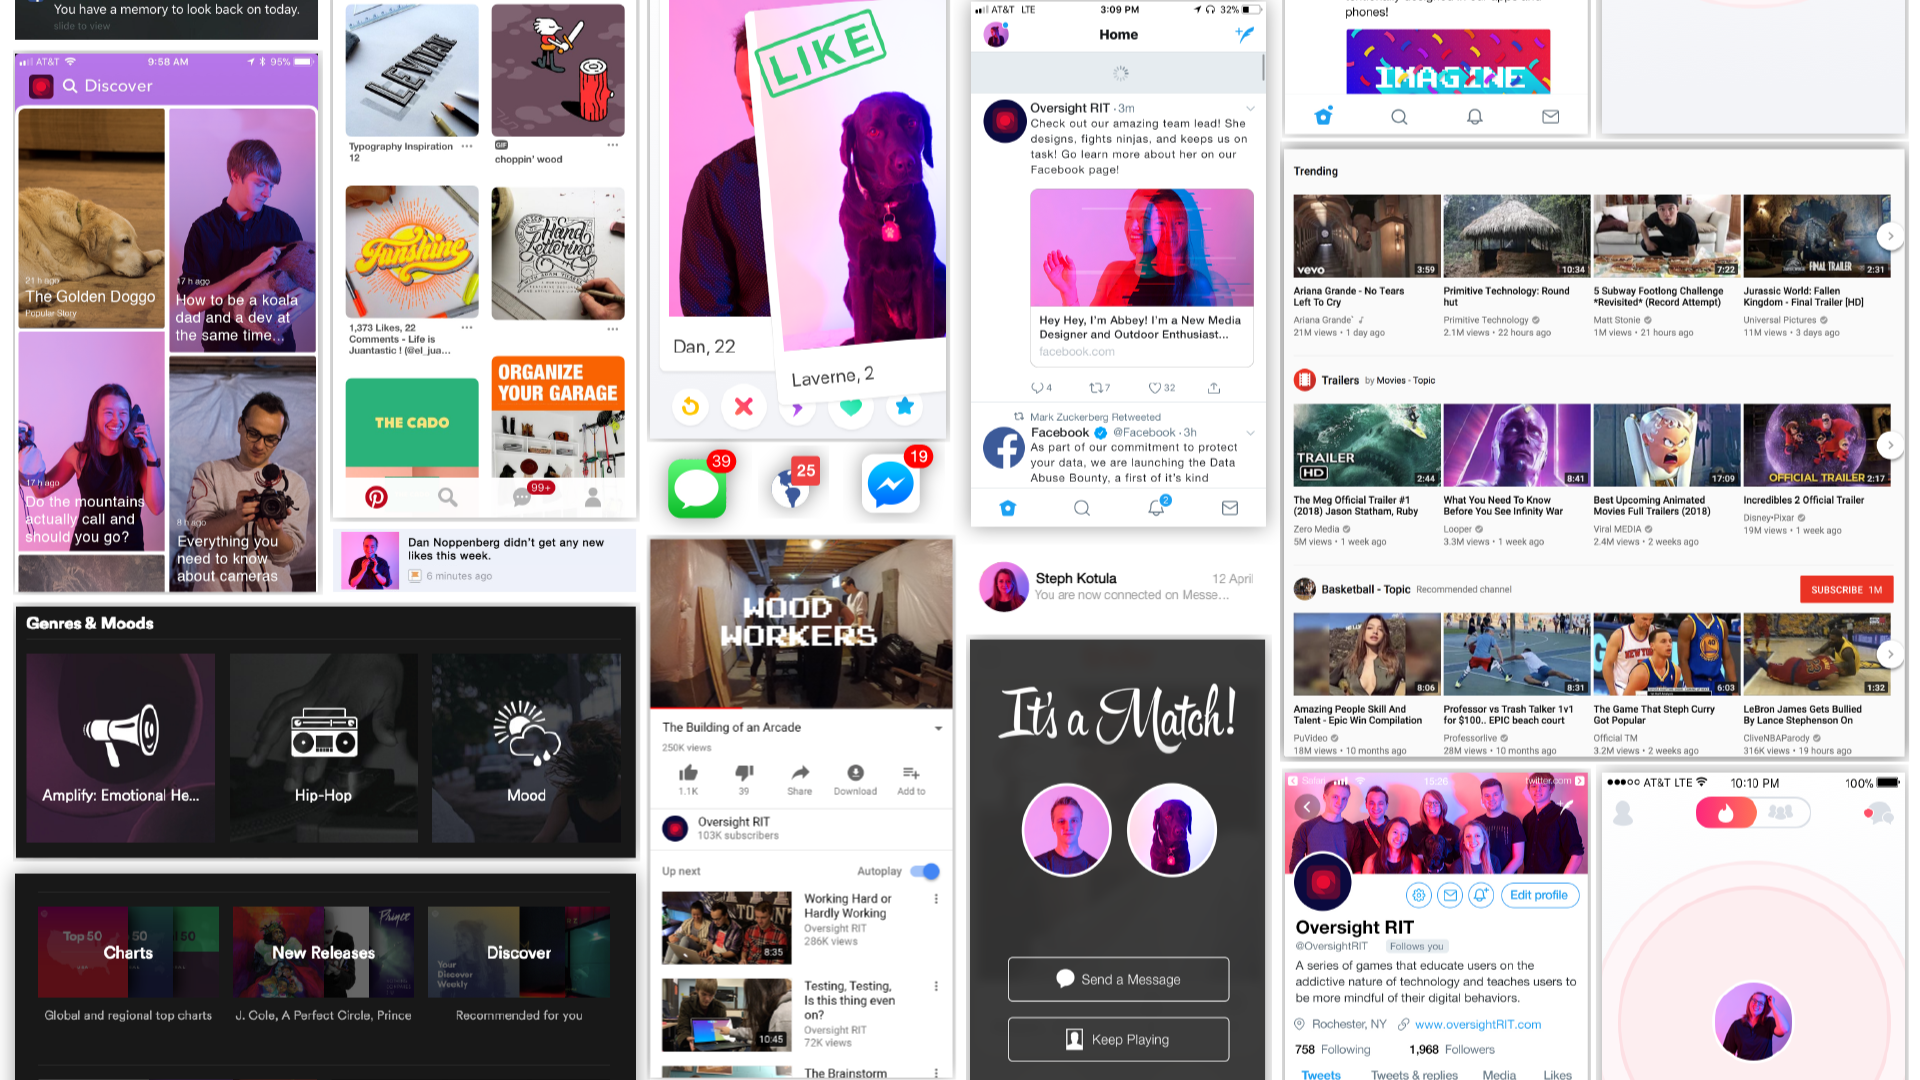 You have a memory to look back on today.
slide to view
AT&T
9:58 AM
95%
Discover
21 h ago
The Golden Doggo
Popular Story
17 h ago
How to be a koala
dad and a dev at
the same time...
17 h ago
Do the mountains
actually call and
should you go?
8 h ago
Everything you
need to know
about cameras
Genres & Moods
Amplify: Emotional He...
Hip-Hop
Mood
Top 50
50
50
Charts
Global and regional top charts
Prince
New Releases
J. Cole, A Perfect Circle, Prince
Your
Discover
Weekly
Discover
Recommended for you
Typography Inspiration
12
GIF
choppin' wood
Funshine
Hand
Lettering
1,373 Likes, 22
Comments - Life is
Juantastic ! (@el_jua...
THE CADO
ORGANIZE
YOUR GARAGE
99+
Dan Noppenberg didn't get any new
likes this week.
6 minutes ago
LIKE
Dan, 22
Laverne, 2
39
25
19
WOOD
WORKERS
The Building of an Arcade
250K views
1.1K
39
Share
Download
Add to
Oversight RIT
103K subscribers
Up next
Autoplay
Working Hard or
Hardly Working
Oversight RIT
286K views
8:35
Testing, Testing,
Is this thing even
on?
Oversight RIT
72K views
10:45
The Brainstorm
AT&T LTE
3:09 PM
32%
Home
Oversight RIT · 3m
Check out our amazing team lead! She
designs, fights ninjas, and keeps us on
task! Go learn more about her on our
Facebook page!
Hey Hey, I'm Abbey! I'm a New Media
Designer and Outdoor Enthusiast...
facebook.com
4
7
32
Mark Zuckerberg Retweeted
Facebook @Facebook · 3h
As part of our commitment to protect
your data, we are launching the Data
Abuse Bounty, a first of it's kind
2
Steph Kotula
12 April
You are now connected on Messe...
It's a Match!
Send a Message
Keep Playing
phones!
IMAGINE
Trending
vevo
3:59
Ariana Grande - No Tears
Left To Cry
Ariana Grande
21M views • 1 day ago
10:34
Primitive Technology: Round
hut
Primitive Technology
2.1M views • 22 hours ago
7:22
5 Subway Footlong Challenge
*Revisited* (Record Attempt)
Matt Stonie
1M views • 21 hours ago
FINAL TRAILER
2:31
Jurassic World: Fallen
Kingdom - Final Trailer [HD]
Universal Pictures
11M views • 3 days ago
Trailers by Movies - Topic
TRAILER
HD
2:44
The Meg Official Trailer #1
(2018) Jason Statham, Ruby
Zero Media
5M views • 1 week ago
8:41
What You Need To Know
Before You See Infinity War
Looper
3.3M views • 1 week ago
17:09
Best Upcoming Animated
Movies Full Trailers (2018)
Viral MEDIA
2.4M views • 2 weeks ago
OFFICIAL TRAILER
2:17
Incredibles 2 Official Trailer
Disney•Pixar
19M views • 1 week ago
Basketball - Topic Recommended channel
SUBSCRIBE 1M
8:06
Amazing People Skill And
Talent - Epic Win Compilation
PuVideo
18M views • 10 months ago
8:31
Professor vs Trash Talker 1v1
for $100.. EPIC beach court
Professorlive
28M views • 10 months ago
6:03
The Game That Steph Curry
Got Popular
Official TM
3.2M views • 2 weeks ago
1:32
LeBron James Gets Bullied
By Lance Stephenson On
CliveNBAParody
316K views • 19 hours ago
Safari
15:26
twitter.com
Edit profile
Oversight RIT
@OversightRIT
Follows you
A series of games that educate users on the
addictive nature of technology and teaches users to
be more mindful of their digital behaviors.
Rochester, NY
www.oversightRIT.com
758 Following
1,968 Followers
Tweets
Tweets & replies
Media
Likes
AT&T LTE
10:10 PM
100%